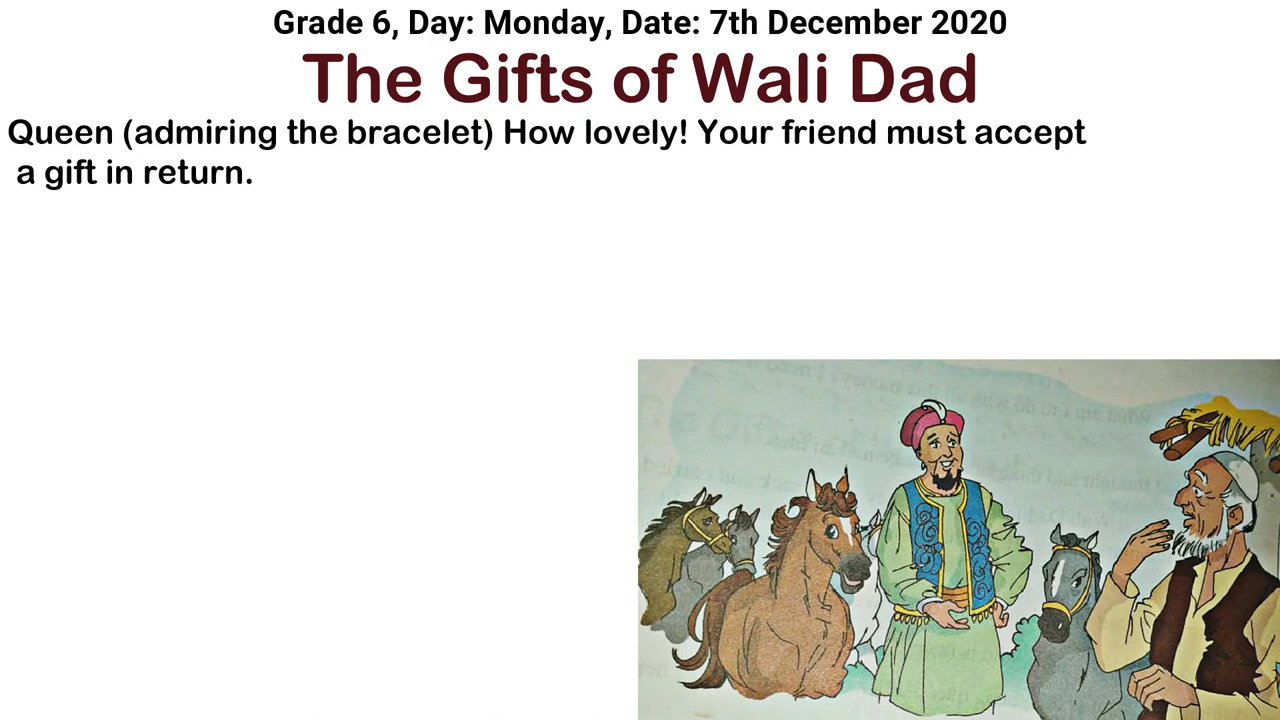 Grade 6, Day: Monday, Date: 7th December 2020
The Gifts of Wali Dad
Queen (admiring the bracelet) How lovely! Your friend must accept
a gift in return.